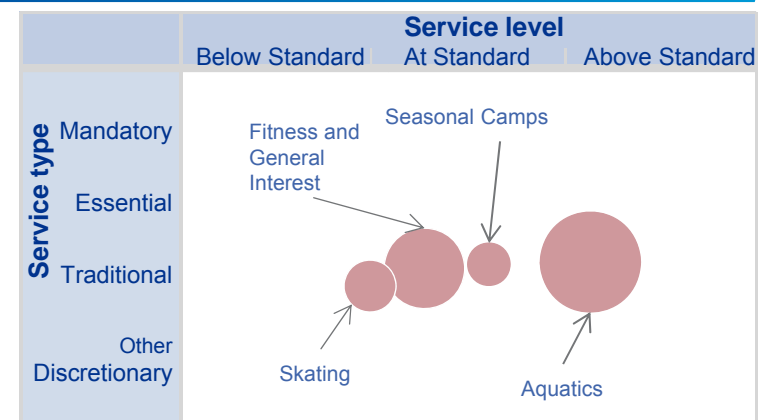 Service level
Below Standard At Standard Above Standard
Service type
Mandatory
Essential
Traditional
Other
Discretionary
Fitness and
General
Interest
Seasonal Camps
Skating
Aquatics